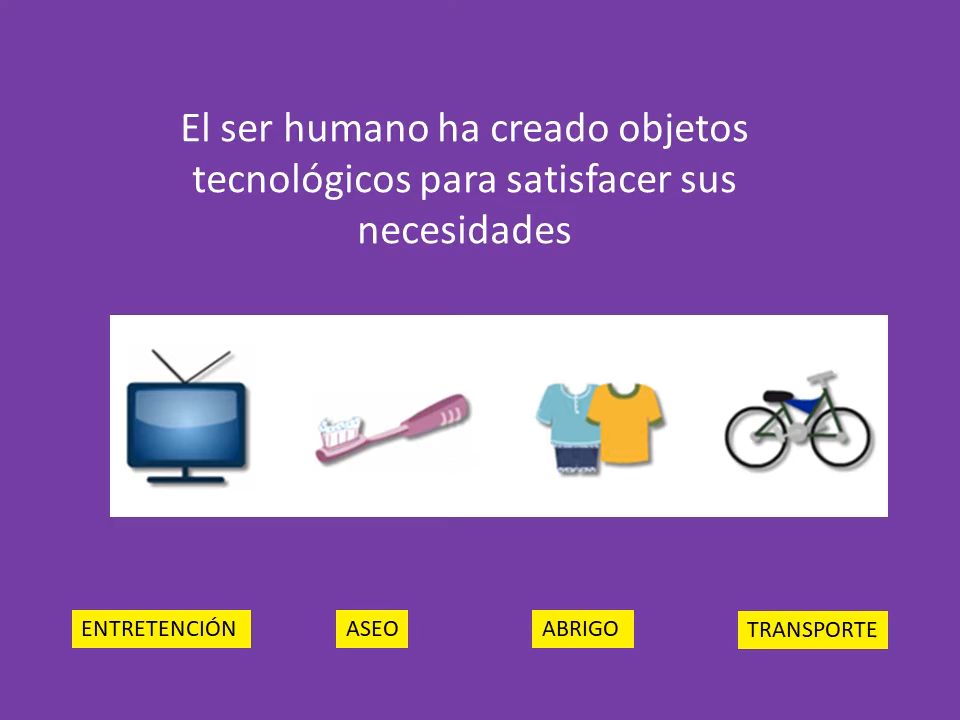 El ser humano ha creado objetos
tecnológicos para satisfacer sus
necesidades
ENTRETENCIÓN
ASEO
ABRIGO
TRANSPORTE